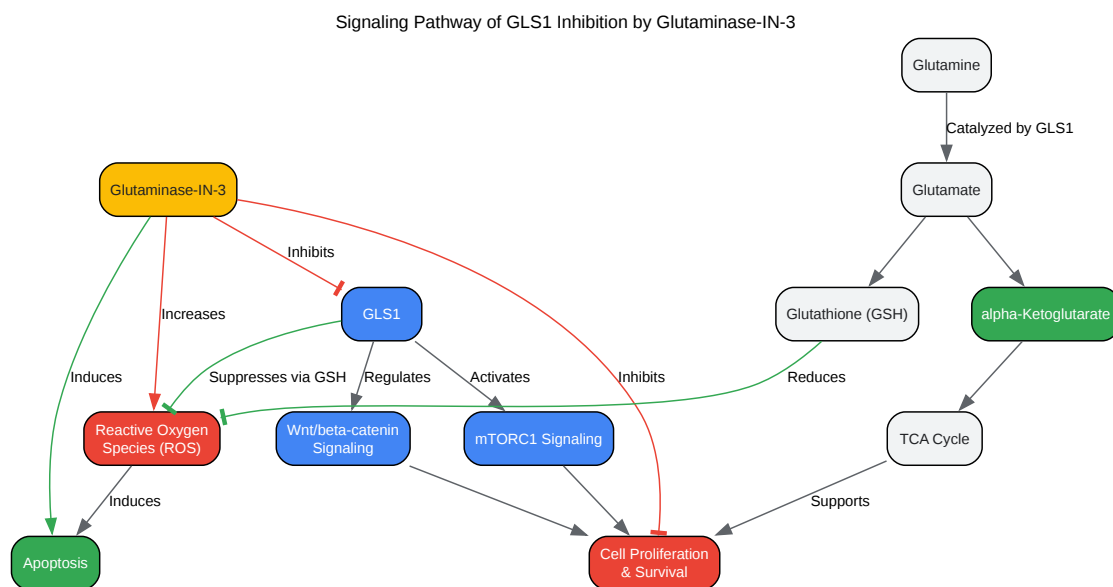 Signaling Pathway of GLS1 Inhibition by Glutaminase-IN-3
Glutamine
Catalyzed by GLS1
Glutaminase-IN-3
Glutamate
Inhibits
Increases
GLS1
Glutathione (GSH)
alpha-Ketoglutarate
Induces
Suppresses via GSH
Regulates
Activates
Inhibits
Reduces
Reactive Oxygen
Species (ROS)
Wnt/beta-catenin
Signaling
mTORC1 Signaling
TCA Cycle
Induces
Supports
Apoptosis
Cell Proliferation
& Survival